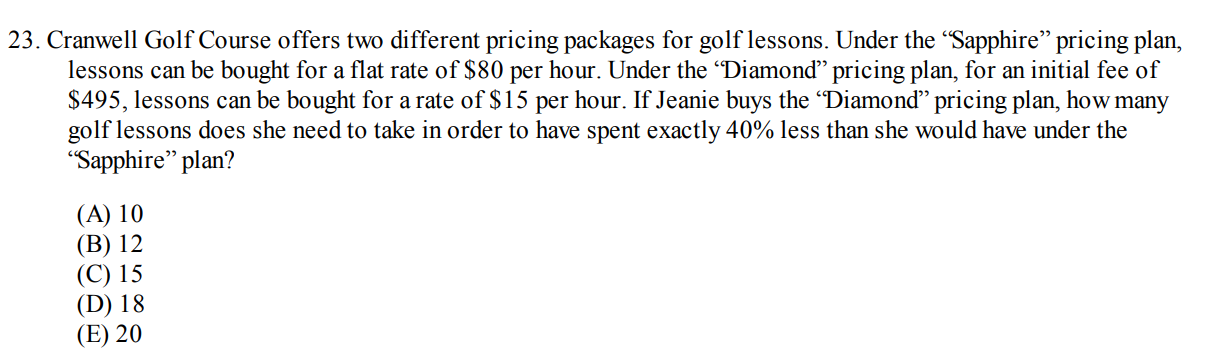 23. Cranwell Golf Course offers two different pricing packages for golf lessons. Under the “Sapphire” pricing plan,
lessons can be bought for a flat rate of $80 per hour. Under the “Diamond” pricing plan, for an initial fee of
$495, lessons can be bought for a rate of $15 per hour. If Jeanie buys the “Diamond” pricing plan, how many
golf lessons does she need to take in order to have spent exactly 40% less than she would have under the
“Sapphire” plan?
(A) 10
(B) 12
(C) 15
(D) 18
(E) 20